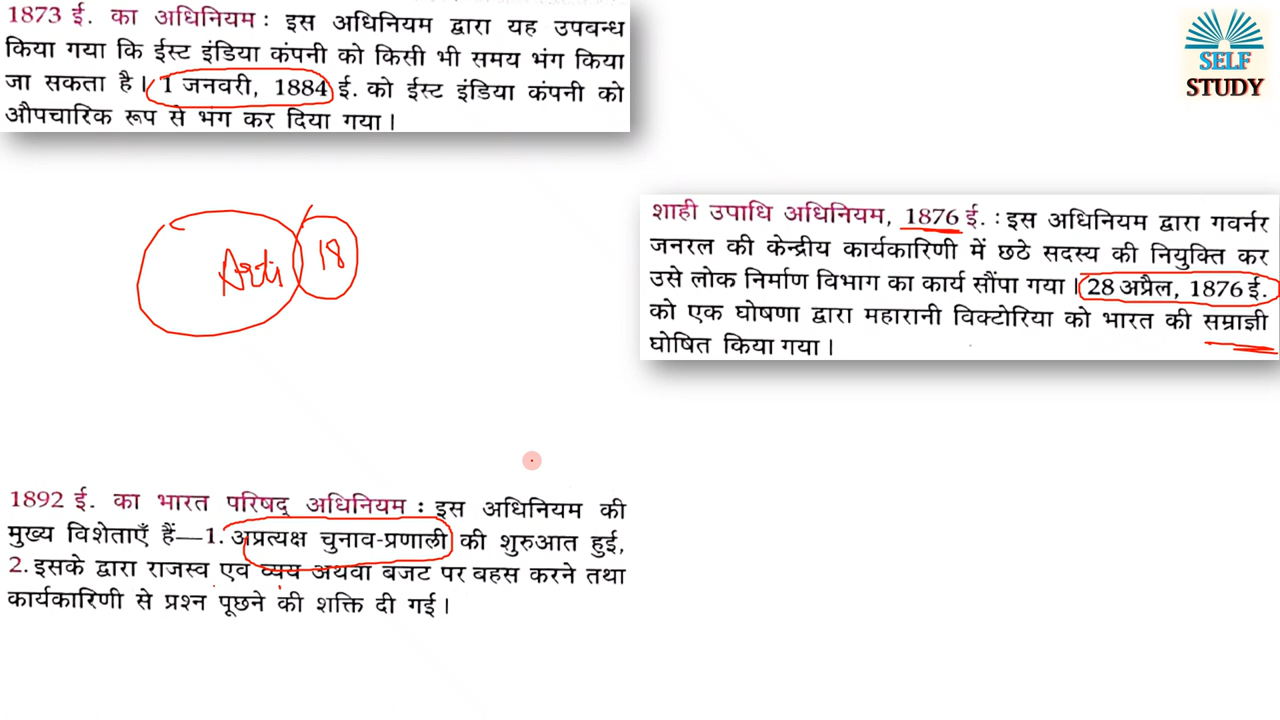 1873 ई. का अधिनियम : इस अधिनियम द्वारा यह उपबन्ध
किया गया कि ईस्ट इंडिया कंपनी को किसी भी समय भंग किया
जा सकता है। 1 जनवरी, 1884 ई. को ईस्ट इंडिया कंपनी को
औपचारिक रूप से भंग कर दिया गया।
SELF
STUDY
शाही उपाधि अधिनियम, 1876 ई. : इस अधिनियम द्वारा गवर्नर
जनरल की केन्द्रीय कार्यकारिणी में छठे सदस्य की नियुक्ति कर
उसे लोक निर्माण विभाग का कार्य सौंपा गया। 28 अप्रैल, 1876 ई.
को एक घोषणा द्वारा महारानी विक्टोरिया को भारत की सम्राज्ञी
घोषित किया गया।
Arti 18
1892 ई. का भारत परिषद् अधिनियम : इस अधिनियम की
मुख्य विशेताएँ हैं—1. अप्रत्यक्ष चुनाव-प्रणाली की शुरुआत हुई,
2. इसके द्वारा राजस्व एवं व्यय अथवा बजट पर बहस करने तथा
कार्यकारिणी से प्रश्न पूछने की शक्ति दी गई।